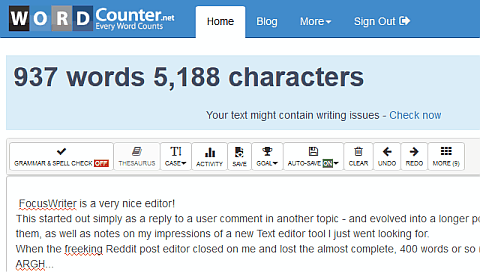 WORD Counter.net
Every Word Counts
Home Blog More Sign Out
937 words 5,188 characters
Your text might contain writing issues - Check now
GRAMMAR & SPELL CHECK OFF THESAURUS CASE ACTIVITY SAVE GOAL AUTO-SAVE ON CLEAR UNDO REDO MORE (9)
FocusWriter is a very nice editor!
This started out simply as a reply to a user comment in another topic - and evolved into a longer
them, as well as notes on my impressions of a new Text editor tool I just went looking for.
When the freeking Reddit post editor closed on me and lost the almost complete, 400 words or so
ARGH...